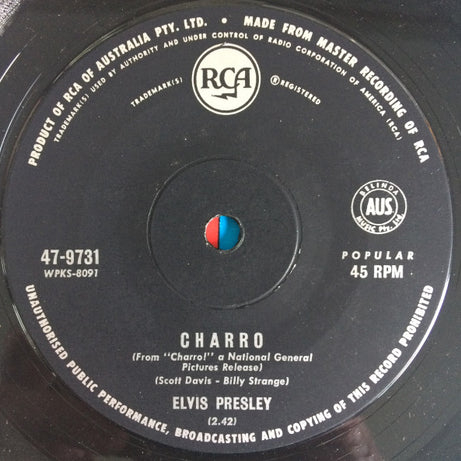 PRODUCT OF RCA OF AUSTRALIA PTY. LTD. • MADE FROM MASTER RECORDING OF RCA
TRADEMARK(S) USED BY AUTHORITY AND UNDER CONTROL OF RADIO CORPORATION OF AMERICA (RCA)
RCA
TRADEMARK(S) ® REGISTERED
BELINDA
AUS
MUSIC Pty. Ltd.
47-9731
WPKS-8091
POPULAR
45 RPM
CHARRO
(From "Charro!" a National General
Pictures Release)
(Scott Davis - Billy Strange)
ELVIS PRESLEY
(2.42)
UNAUTHORISED PUBLIC PERFORMANCE, BROADCASTING AND COPYING OF THIS RECORD PROHIBITED